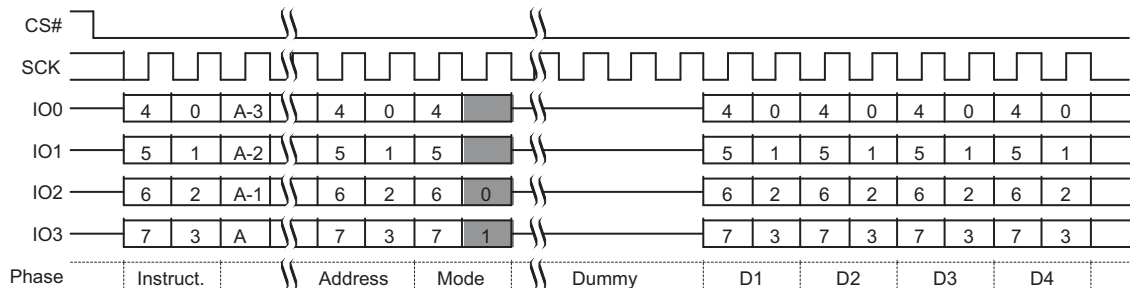 CS#
SCK
IO0 4 0 A-3 4 0 4 4 0 4 0 4 0 4 0
IO1 5 1 A-2 5 1 5 5 1 5 1 5 1 5 1
IO2 6 2 A-1 6 2 6 0 6 2 6 2 6 2 6 2
IO3 7 3 A 7 3 7 1 7 3 7 3 7 3 7 3
Phase Instruct. Address Mode Dummy D1 D2 D3 D4